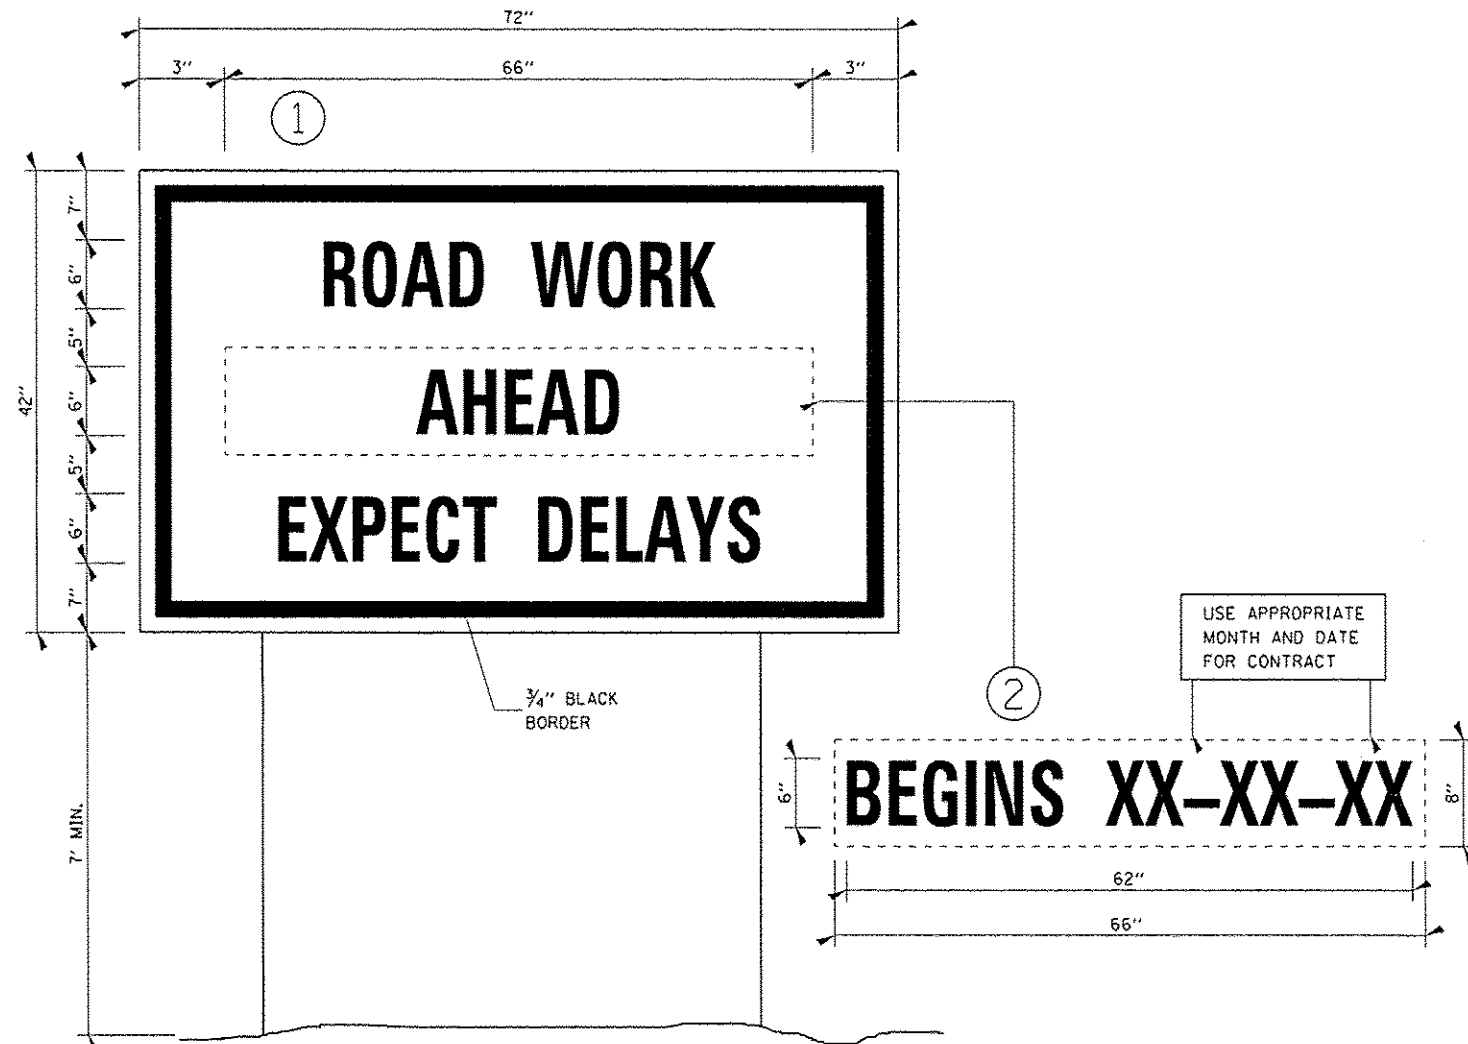 72"
3" 66" 3"
1
7"
6"
5"
6"
5"
6"
7"
42"
ROAD WORK
AHEAD
EXPECT DELAYS
¾" BLACK
BORDER
7' MIN.
2
USE APPROPRIATE
MONTH AND DATE
FOR CONTRACT
6"
BEGINS XX–XX–XX
8"
62"
66"